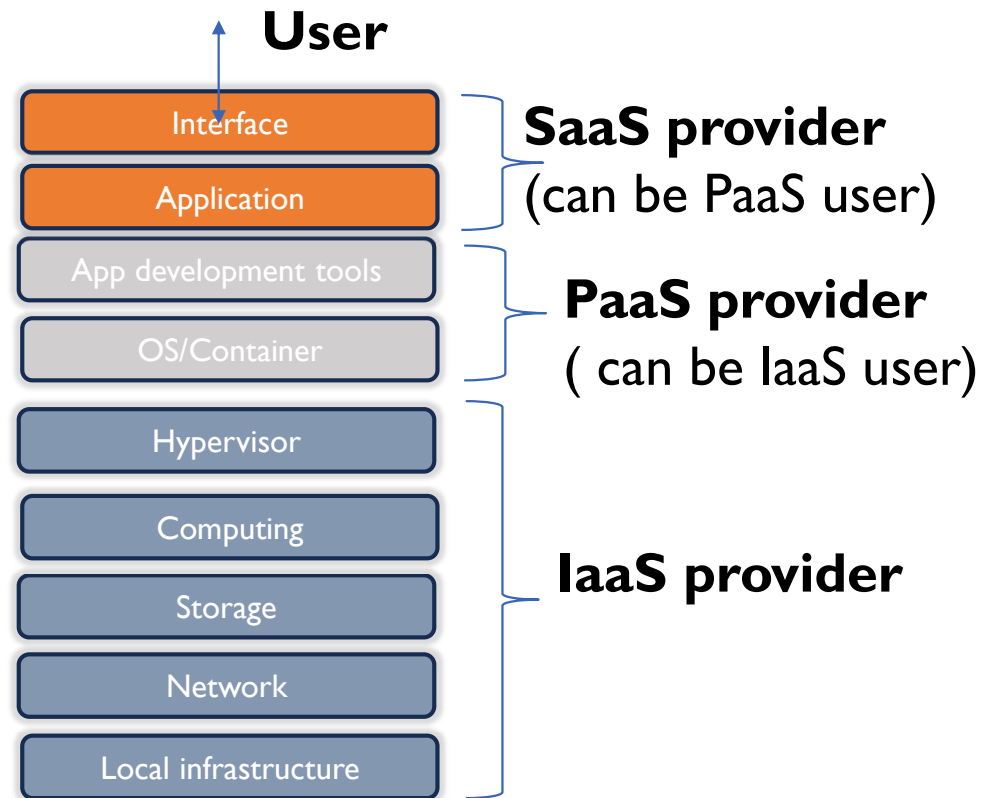 User
Interface
SaaS provider
(can be PaaS user)
Application
App development tools
PaaS provider
( can be IaaS user)
OS/Container
Hypervisor
Computing
IaaS provider
Storage
Network
Local infrastructure